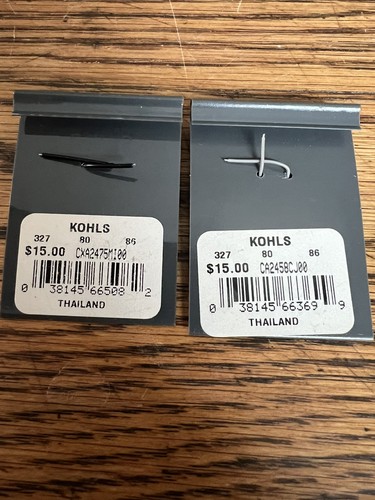 KOHLS
327 80 86
$15.00 CXA2475MI00
0 38145 66508 2
THAILAND
KOHLS
327 80 86
$15.00 CA2458CJ00
0 38145 66369 9
THAILAND